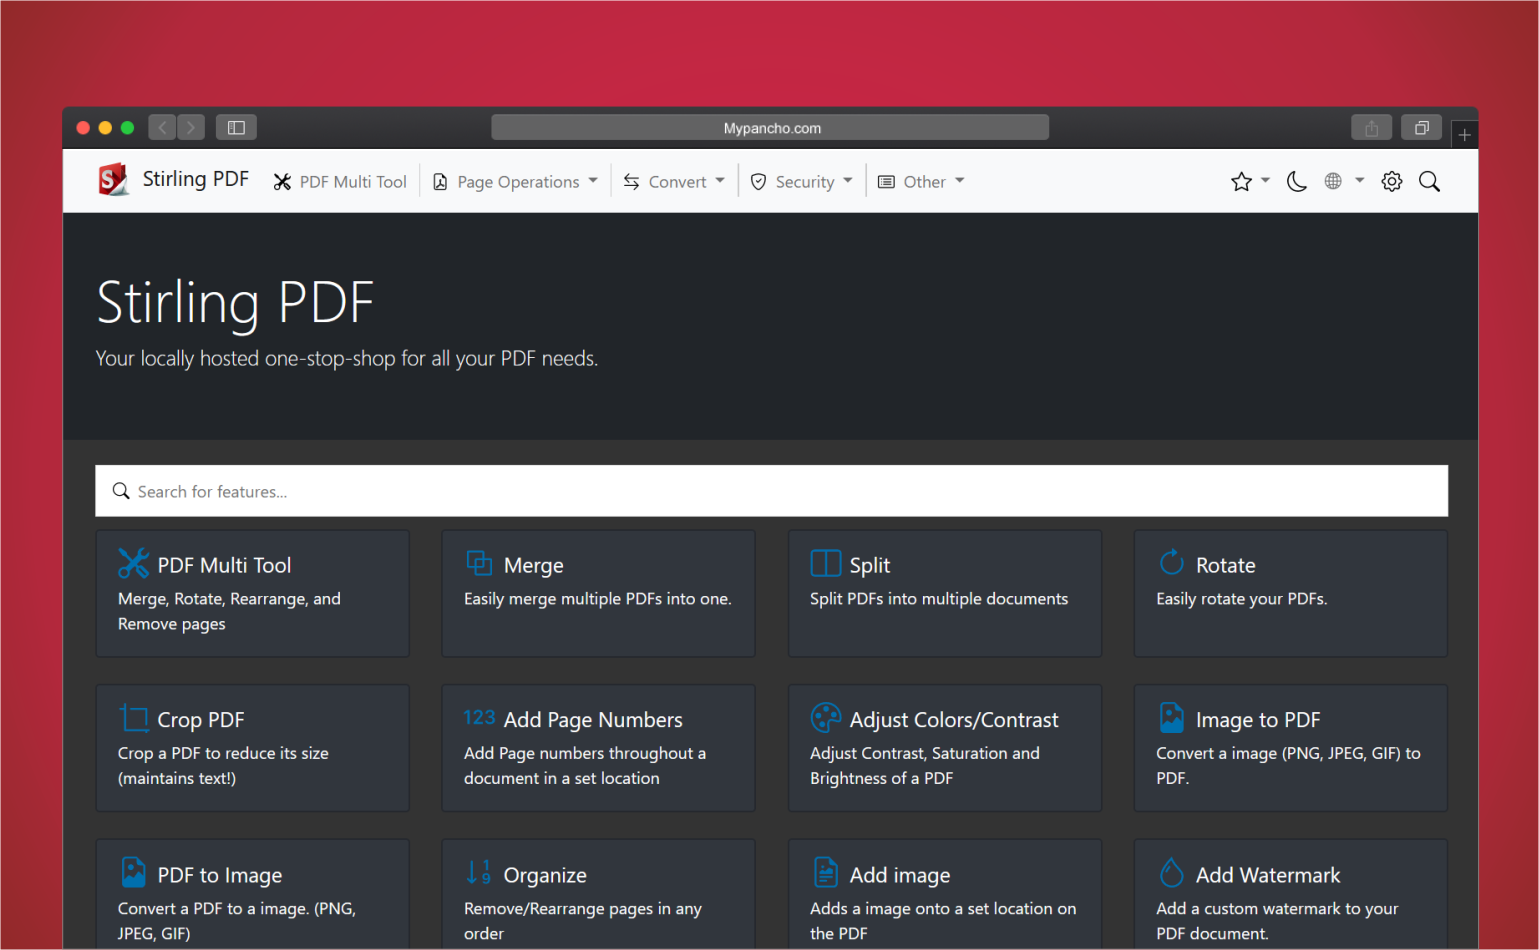 Mypancho.com
Stirling PDF PDF Multi Tool Page Operations Convert Security Other
Stirling PDF
Your locally hosted one-stop-shop for all your PDF needs.
Search for features...
PDF Multi Tool
Merge, Rotate, Rearrange, and
Remove pages
Merge
Easily merge multiple PDFs into one.
Split
Split PDFs into multiple documents
Rotate
Easily rotate your PDFs.
Crop PDF
Crop a PDF to reduce its size
(maintains text!)
123 Add Page Numbers
Add Page numbers throughout a
document in a set location
Adjust Colors/Contrast
Adjust Contrast, Saturation and
Brightness of a PDF
Image to PDF
Convert a image (PNG, JPEG, GIF) to
PDF.
PDF to Image
Convert a PDF to a image. (PNG,
JPEG, GIF)
Organize
Remove/Rearrange pages in any
order
Add image
Adds a image onto a set location on
the PDF
Add Watermark
Add a custom watermark to your
PDF document.